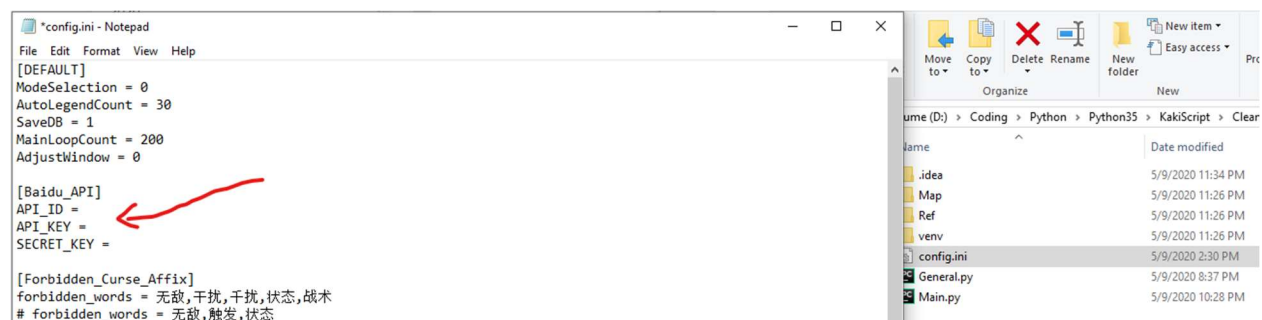 *config.ini - Notepad
File Edit Format View Help
[DEFAULT]
ModeSelection = 0
AutoLegendCount = 30
SaveDB = 1
MainLoopCount = 200
AdjustWindow = 0
[Baidu_API]
API_ID =
API_KEY =
SECRET_KEY =
[Forbidden_Curse_Affix]
forbidden_words = 无敌,干扰,千扰,状态,战术
# forbidden words = 无敌,触发,状态
Move to
Copy to
Delete
Rename
New folder
New item
Easy access
Organize
New
(D:) > Coding > Python > Python35 > KakiScript >
Date modified
.idea 5/9/2020 11:34 PM
Map 5/9/2020 11:26 PM
Ref 5/9/2020 11:26 PM
venv 5/9/2020 11:26 PM
config.ini 5/9/2020 2:30 PM
General.py 5/9/2020 8:37 PM
Main.py 5/9/2020 10:28 PM